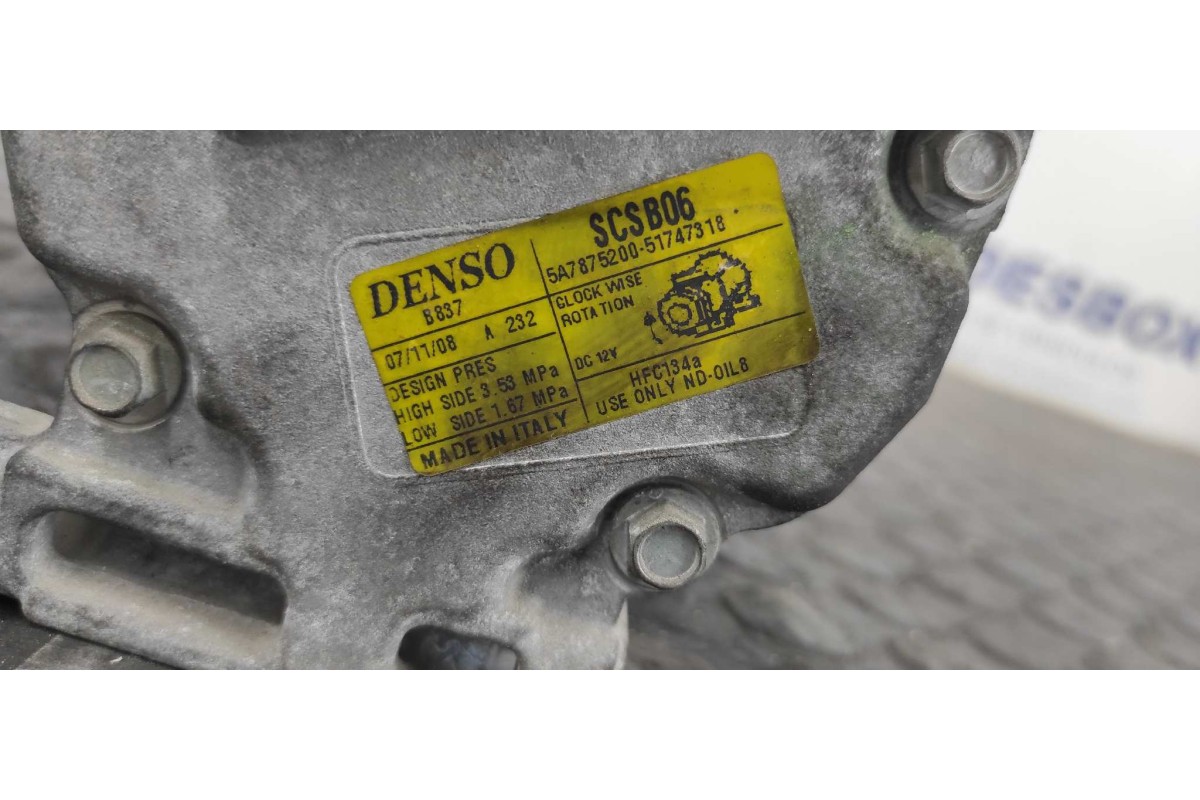 DENSO
B837
07/11/08 A 232
DESIGN PRES
HIGH SIDE 3.53 MPa
LOW SIDE 1.67 MPa
MADE IN ITALY
SCSB06
5A7875200-51747318
CLOCK WISE
ROTATION
DC 12V
HFC134a
USE ONLY ND-OIL8
DESBOX